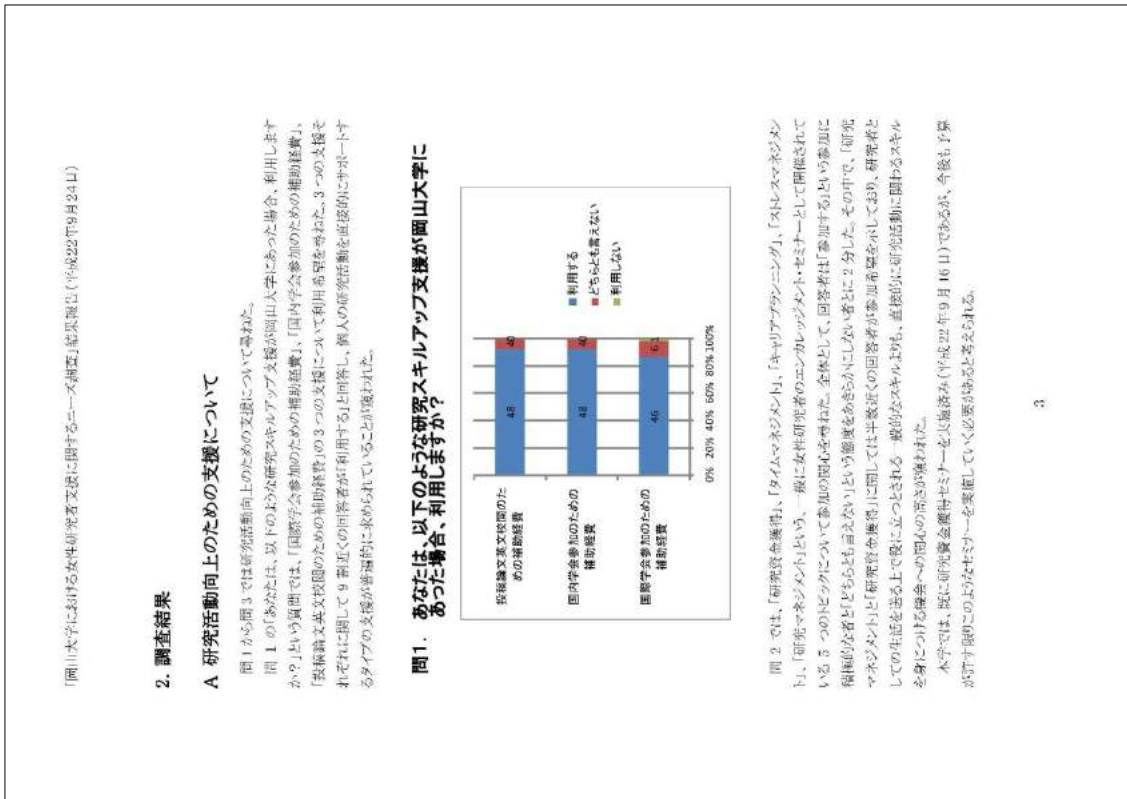 「岡山大学における女性研究者支援に関するニーズ調査」結果報告(平成22年9月24日)
2. 調査結果
A 研究活動向上のための支援について
問1から問3では研究活動向上のための支援について尋ねた。
問1の「あなたは、以下のような研究スキルアップ支援が岡山大学にあった場合、利用します
か？」という質問では、「国際学会参加のための補助経費」、「国内学会参加のための補助経費」、
「投稿論文英文校閲のための補助経費」の3つの支援について利用希望を尋ねた。3つの支援そ
れぞれに関して9割近くの回答者が「利用する」と回答し、個人の研究活動を直接的にサポートす
るタイプの支援が普遍的に求められていることが窺われた。
問1. あなたは、以下のような研究スキルアップ支援が岡山大学に
あった場合、利用しますか？
投稿論文英文校閲のた
めの補助経費
48
4 0
国内学会参加のための
補助経費
48
4 0
国際学会参加のための
補助経費
46
6 1
0% 20% 40% 60% 80% 100%
利用する
どちらとも言えない
利用しない
問2では、「研究資金獲得」、「タイムマネジメント」、「キャリアプランニング」、「ストレスマネジメン
ト」、「研究マネジメント」という、一般に女性研究者のエンカレッジメント・セミナーとして開催されて
いる5つのトピックについて参加の関心を尋ねた。全体として、回答者は「参加する」という参加に
積極的な者と「どちらとも言えない」という態度をあきらかにしない者とに2分した。その中で、「研究
マネジメント」と「研究資金獲得」に関しては半数近くの回答者が参加希望を示しており、研究者と
しての生活を送る上で役に立つとされる一般的なスキルよりも、直接的に研究活動に関わるスキル
を身につける機会への関心の高さが窺われた。
本学では、既に研究資金獲得セミナーを実施済み(平成22年9月16日)であるが、今後も予算
が許す限りこのようなセミナーを実施していく必要があると考えられる。
3